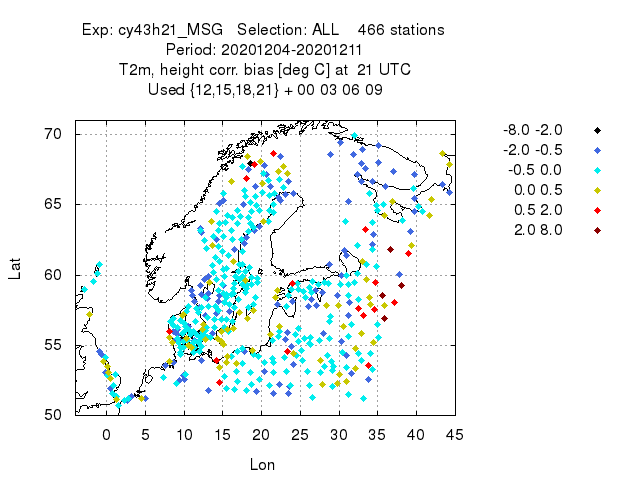 Exp: cy43h21_MSG Selection: ALL 466 stations
Period: 20201204-20201211
T2m, height corr. bias [deg C] at 21 UTC
Used {12,15,18,21} + 00 03 06 09
70
65
60
55
50
Lat
0 5 10 15 20 25 30 35 40 45
Lon
-8.0 -2.0
-2.0 -0.5
-0.5 0.0
0.0 0.5
0.5 2.0
2.0 8.0